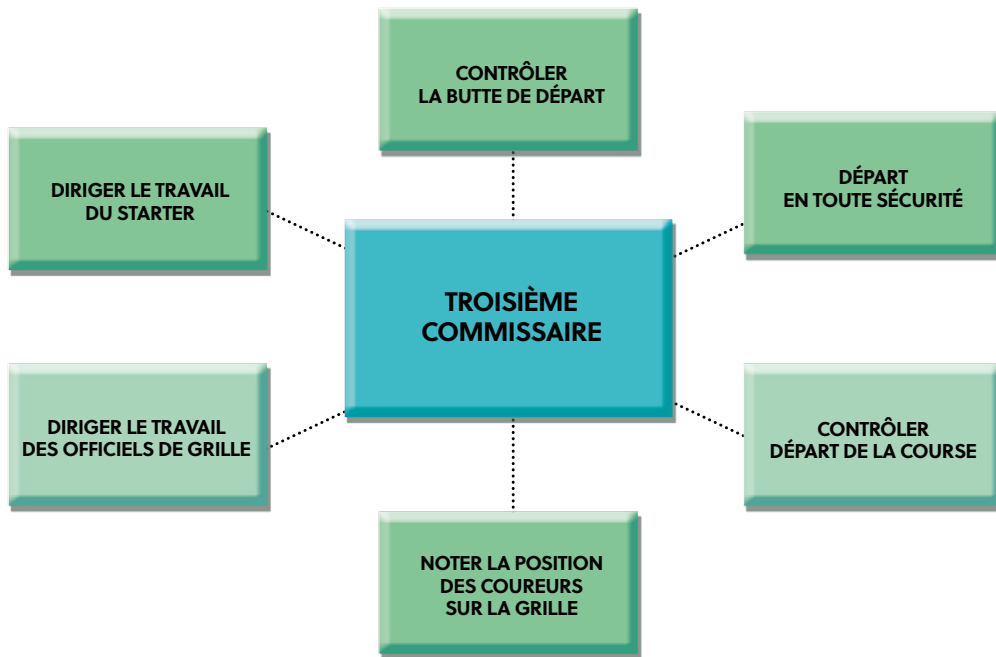 CONTRÔLER
LA BUTTE DE DÉPART
DIRIGER LE TRAVAIL
DU STARTER
DÉPART
EN TOUTE SÉCURITÉ
TROISIÈME
COMMISSAIRE
DIRIGER LE TRAVAIL
DES OFFICIELS DE GRILLE
CONTRÔLER
DÉPART DE LA COURSE
NOTER LA POSITION
DES COUREURS
SUR LA GRILLE